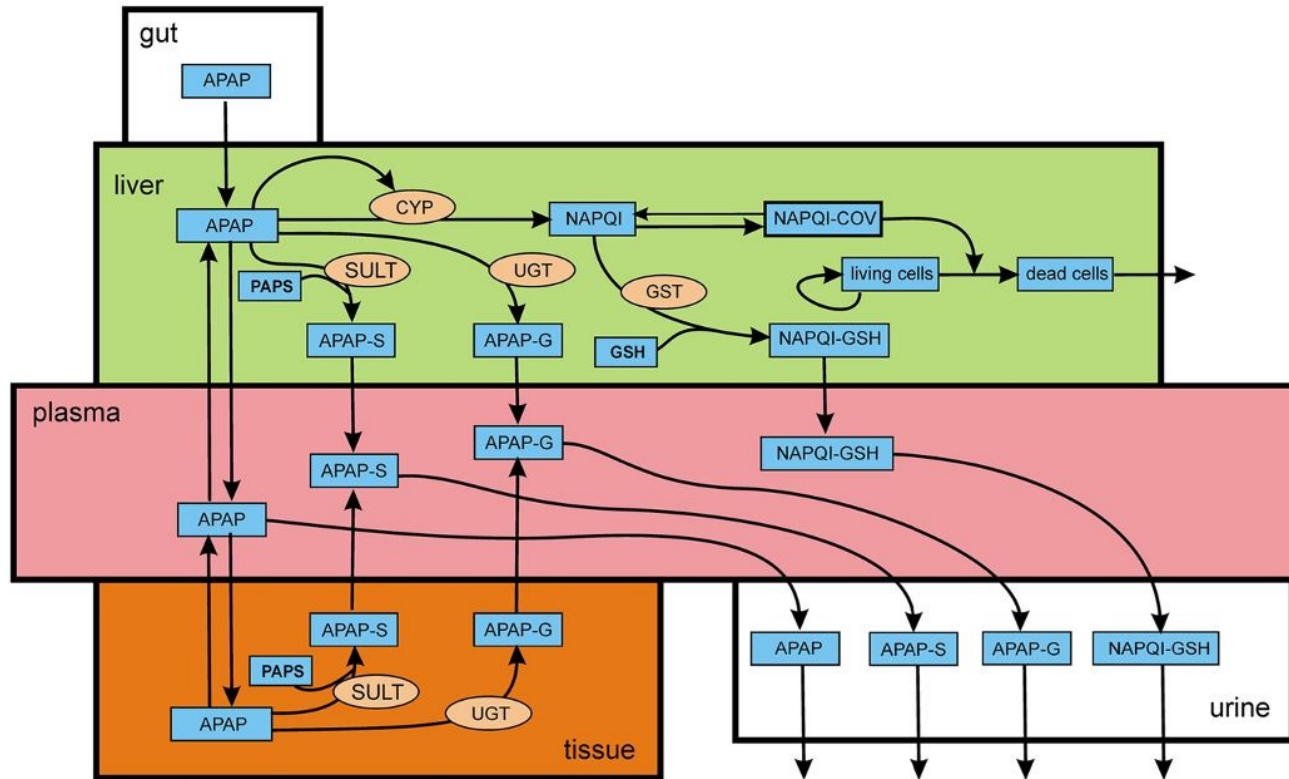 gut
APAP
liver
APAP
CYP
NAPQI
NAPQI-COV
PAPS
SULT
UGT
GST
living cells
dead cells
APAP-S
APAP-G
GSH
NAPQI-GSH
plasma
APAP-S
APAP-G
NAPQI-GSH
APAP
APAP-S
APAP-G
PAPS
SULT
APAP
UGT
tissue
APAP
APAP-S
APAP-G
NAPQI-GSH
urine